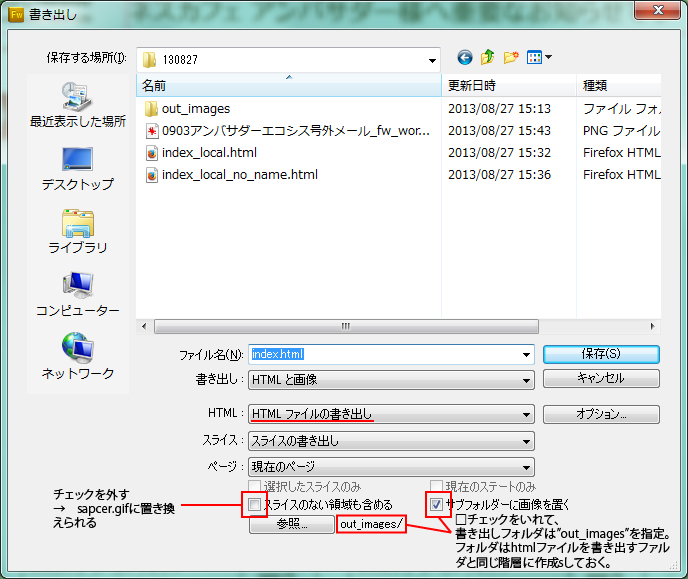 ネスカフェ アンバサダー様へ重要なお知らせ
Fw 書き出し
保存する場所(I): 130827
名前 更新日時 種類
out_images 2013/08/27 15:13 ファイル フォ
0903アンバサダーエコシス号外メール_fw_wor... 2013/08/27 15:43 PNG ファイル
index_local.html 2013/08/27 15:32 Firefox HTML
index_local_no_name.html 2013/08/27 15:36 Firefox HTML
最近表示した場所
デスクトップ
ライブラリ
コンピューター
ネットワーク
ファイル名(N): index.html 保存(S)
書き出し : HTML と画像 キャンセル
HTML : HTML ファイルの書き出し オプション...
スライス : スライスの書き出し
ページ : 現在のページ
選択したスライスのみ 現在のステートのみ
スライスのない領域も含める サブフォルダーに画像を置く
参照... out_images/
チェックを外す
→ sapcer.gifに置き換
えられる
□チェックをいれて、
書き出しフォルダは"out_images"を指定。
フォルダはhtmlファイルを書き出すファイル
ダと同じ階層に作成sしておく。